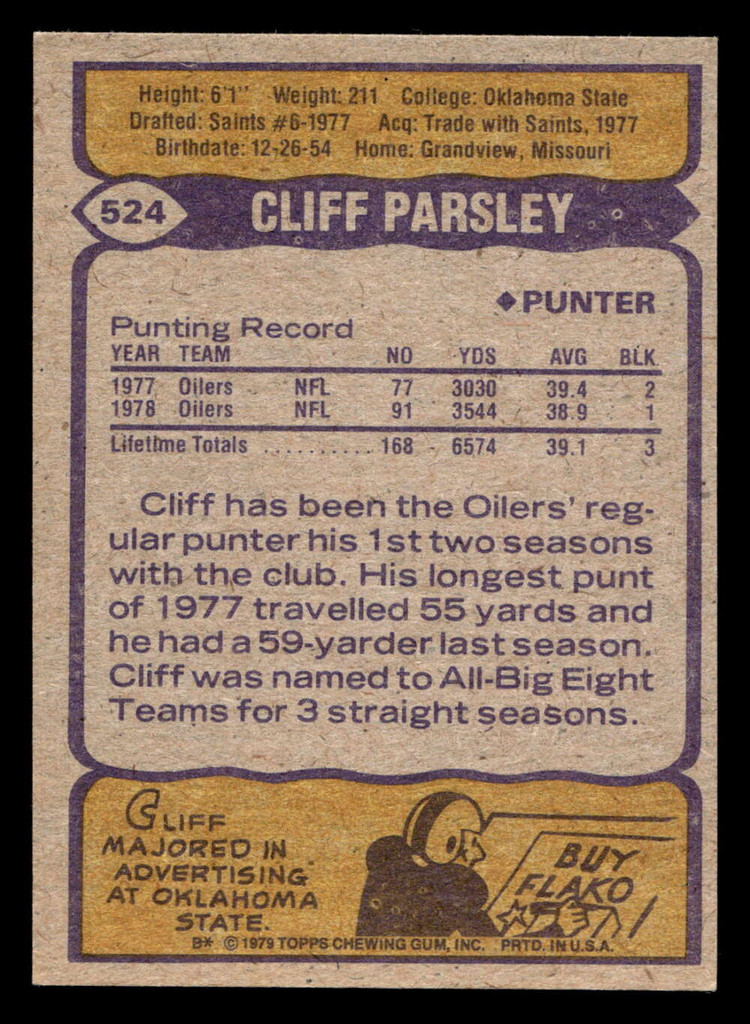 Height: 6'1" Weight: 211 College: Oklahoma State
Drafted: Saints #6-1977 Acq: Trade with Saints, 1977
Birthdate: 12-26-54 Home: Grandview, Missouri
524 CLIFF PARSLEY
◆PUNTER
Punting Record
YEAR TEAM NO YDS AVG BLK
1977 Oilers NFL 77 3030 39.4 2
1978 Oilers NFL 91 3544 38.9 1
Lifetime Totals .......... 168 6574 39.1 3
Cliff has been the Oilers' reg-
ular punter his 1st two seasons
with the club. His longest punt
of 1977 travelled 55 yards and
he had a 59-yarder last season.
Cliff was named to All-Big Eight
Teams for 3 straight seasons.
CLIFF
MAJORED IN
ADVERTISING
AT OKLAHOMA
STATE.
BUY
FLAKO
B* © 1979 TOPPS CHEWING GUM, INC. PRTD. IN U.S.A.